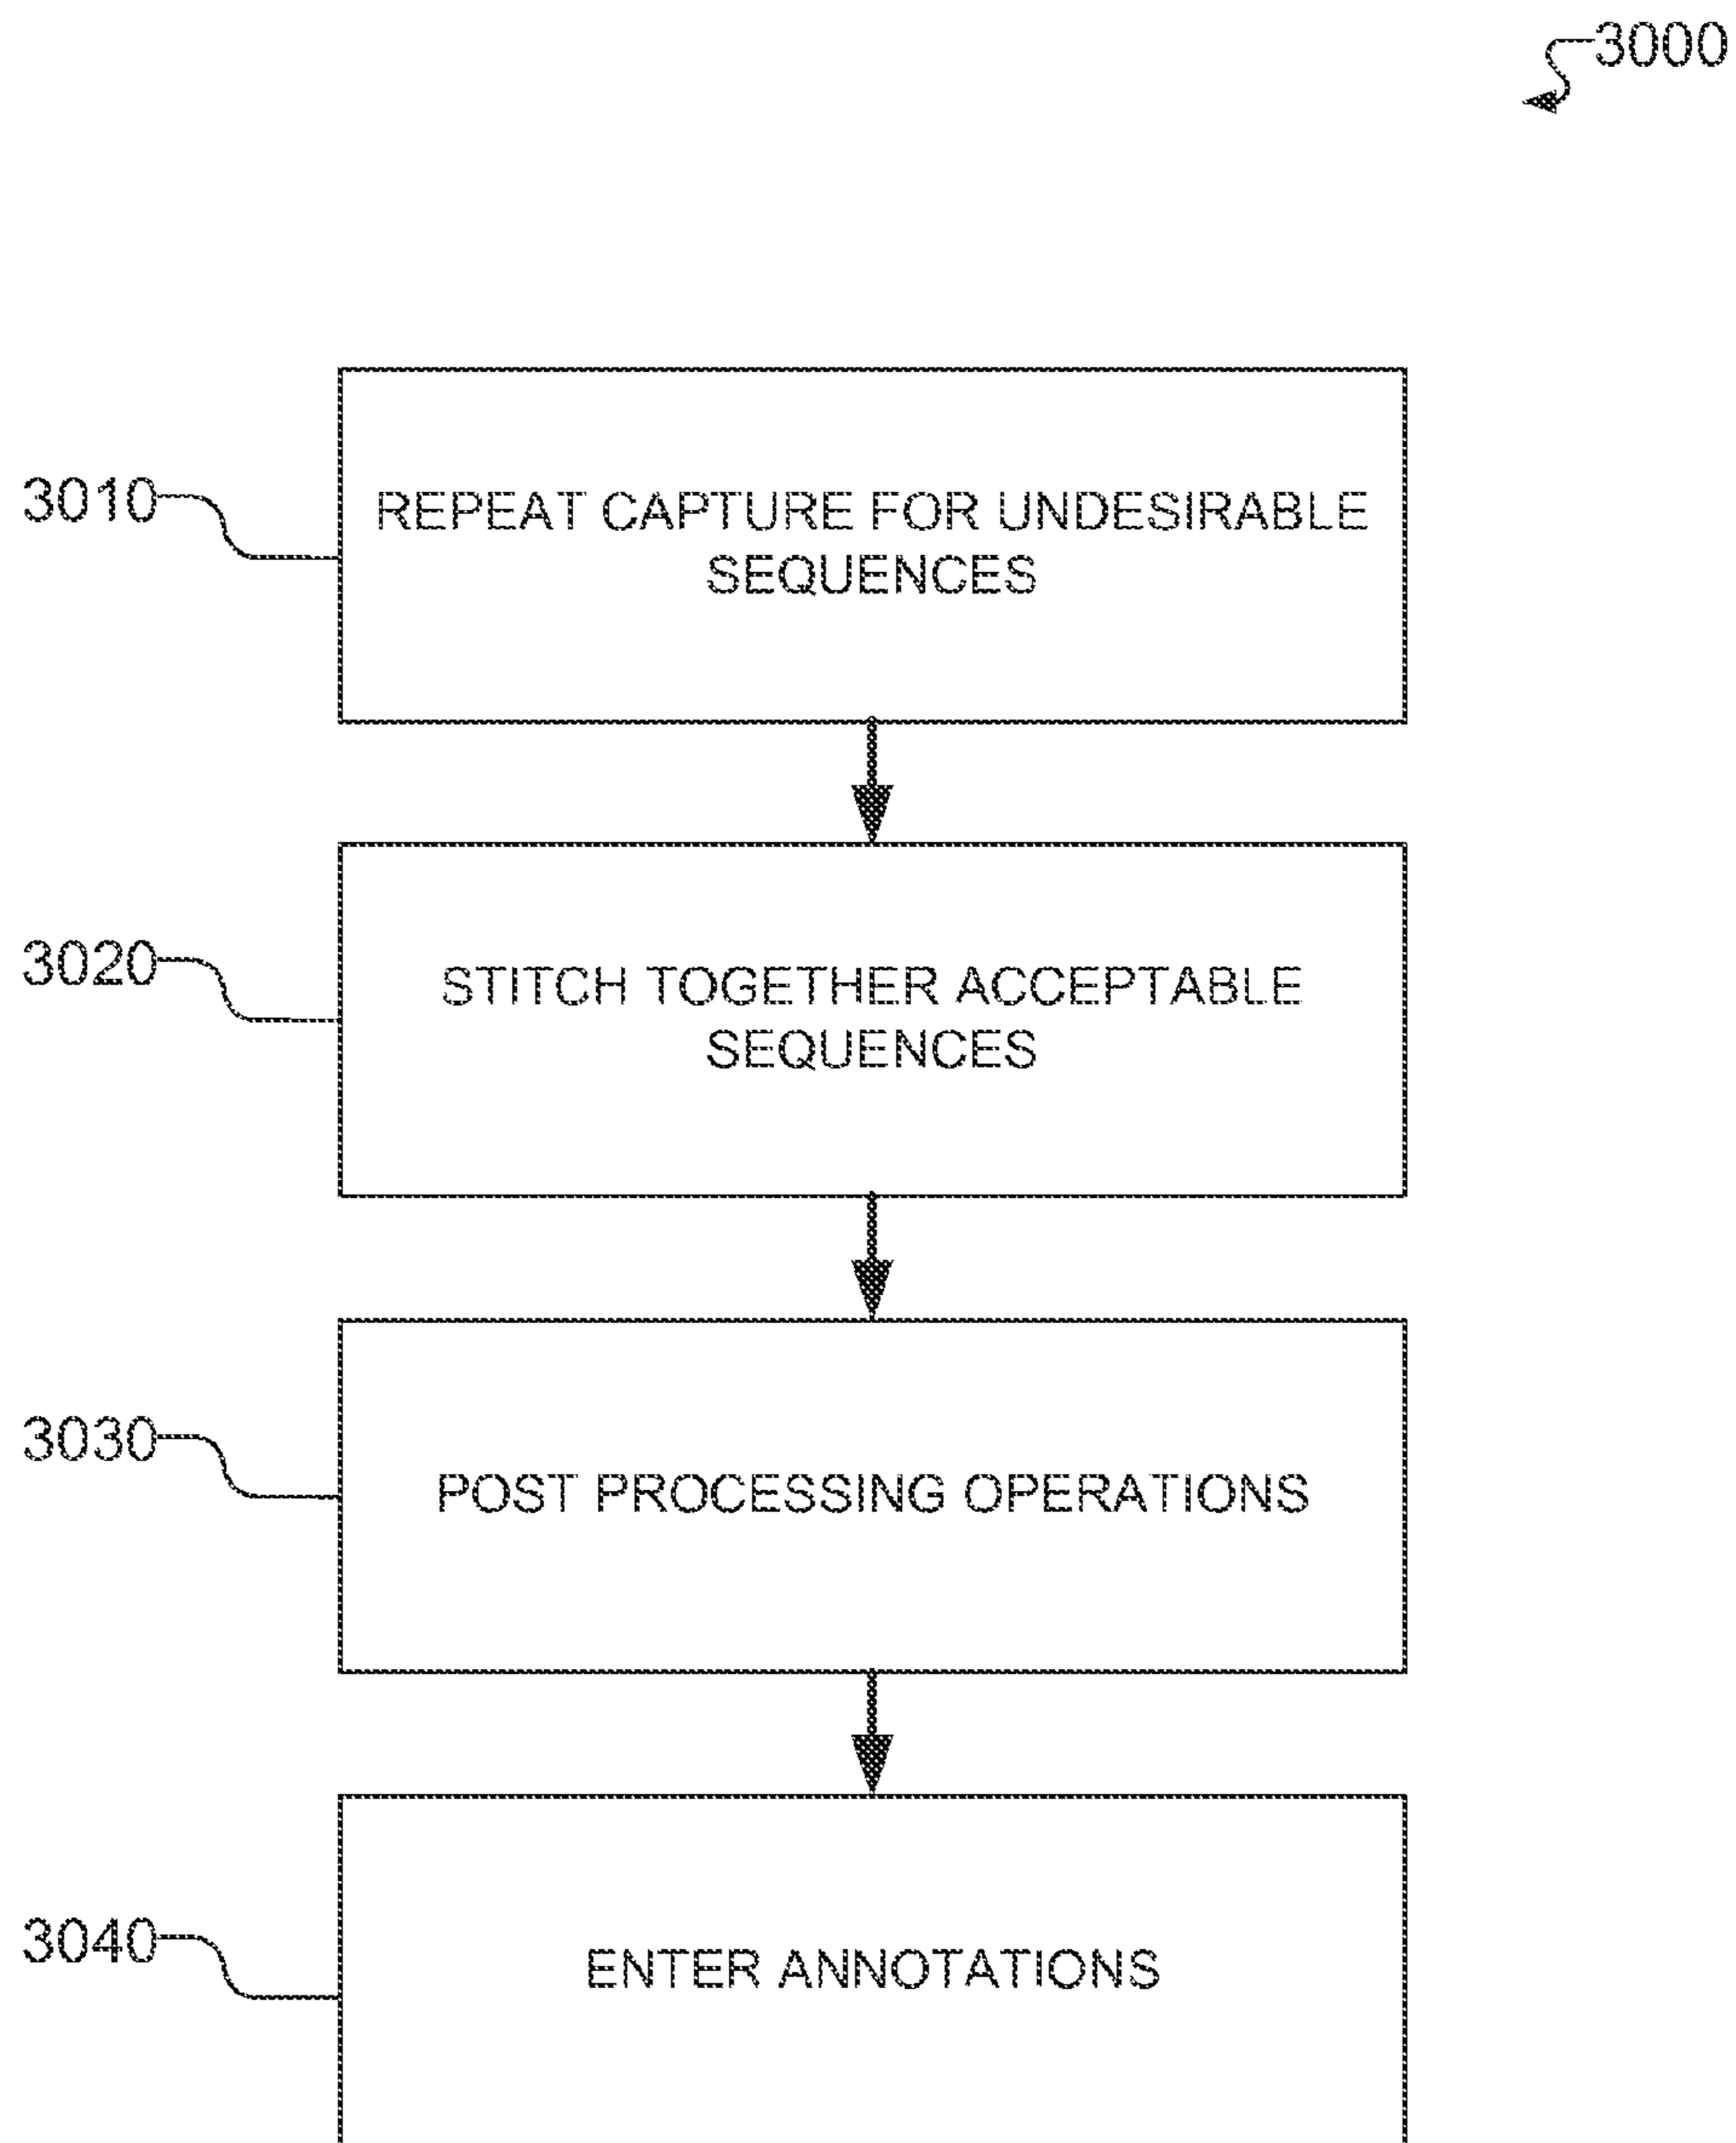 3000
3010
REPEAT CAPTURE FOR UNDESIRABLE
SEQUENCES
3020
STITCH TOGETHER ACCEPTABLE
SEQUENCES
3030
POST PROCESSING OPERATIONS
3040
ENTER ANNOTATIONS